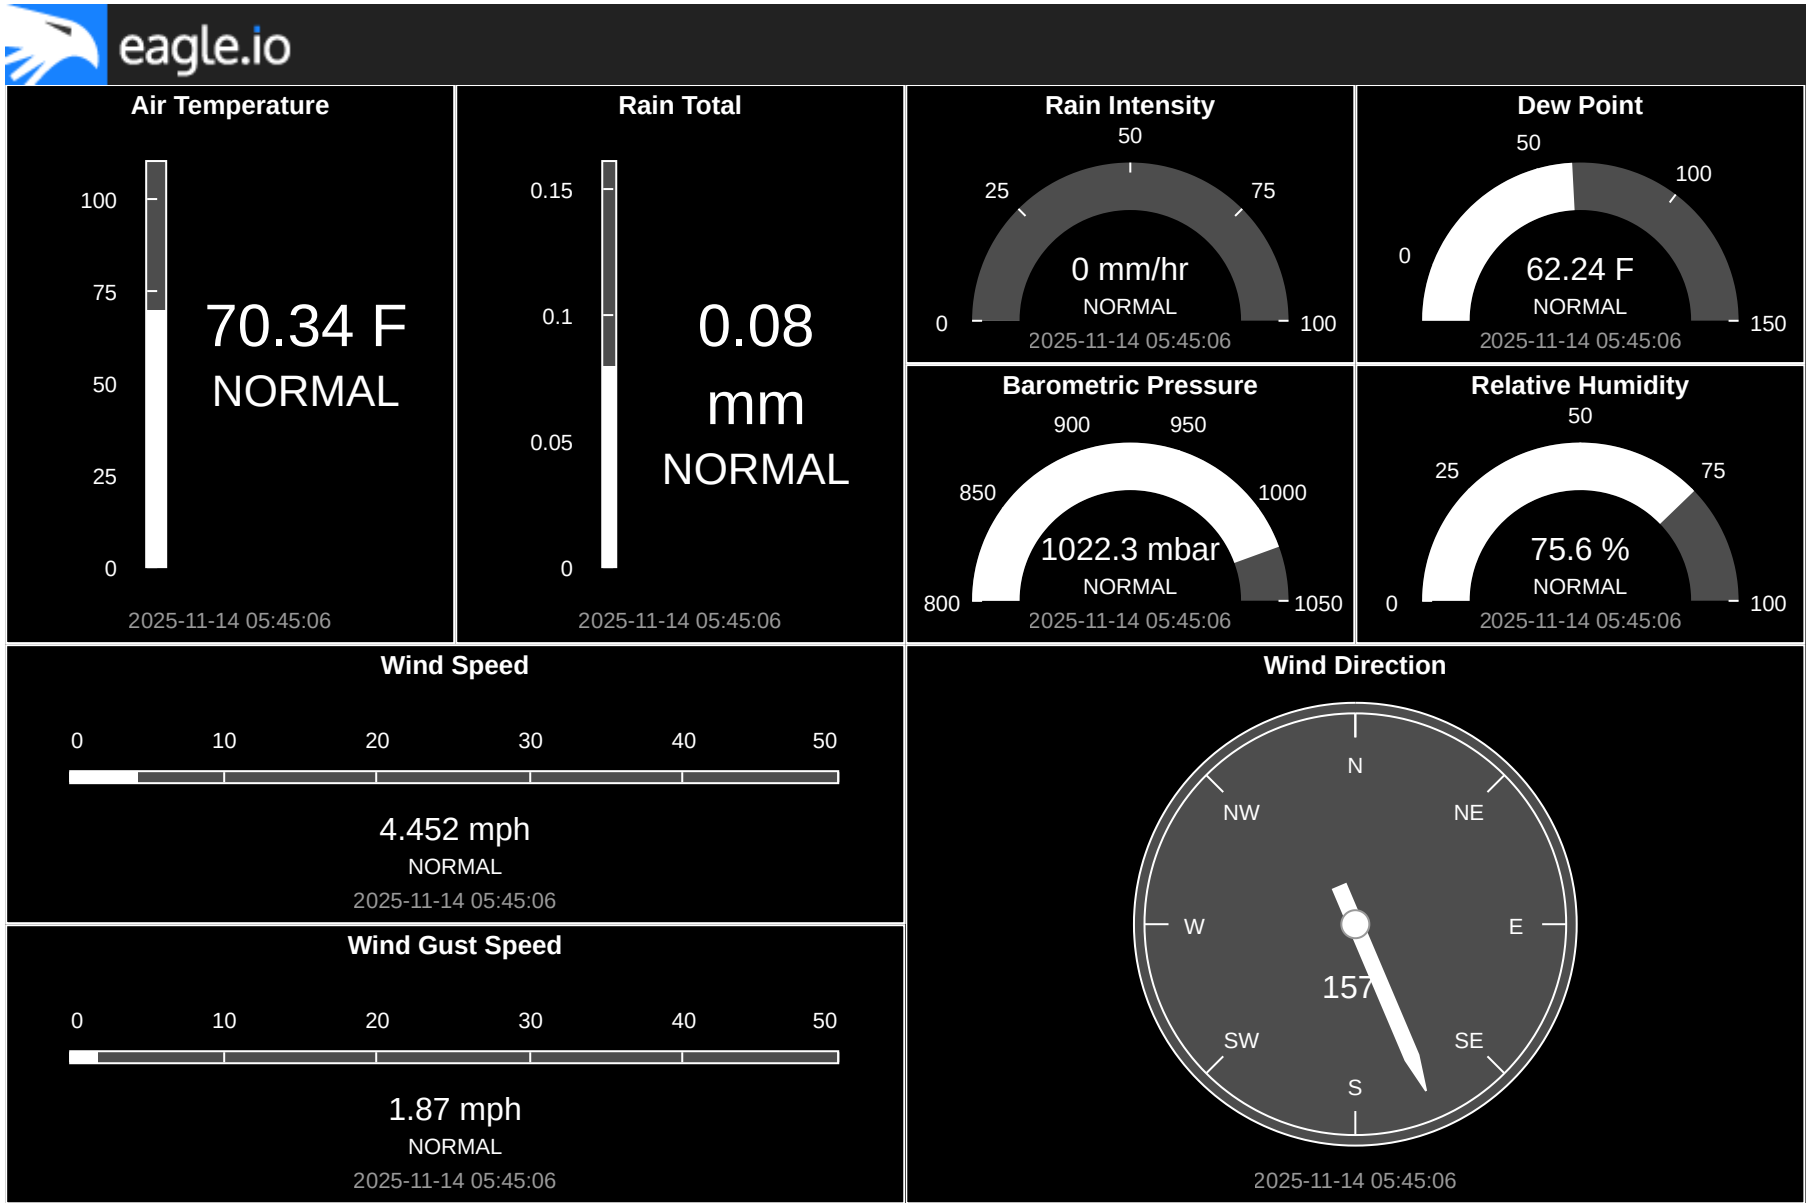 eagle.io
Air Temperature
100
75
50
25
0
70.34 F
NORMAL
2025-11-14 05:45:06
Rain Total
0.15
0.1
0.05
0
0.08
mm
NORMAL
2025-11-14 05:45:06
Rain Intensity
0
25
50
75
100
0 mm/hr
NORMAL
2025-11-14 05:45:06
Dew Point
0
50
100
150
62.24 F
NORMAL
2025-11-14 05:45:06
Barometric Pressure
800
850
900
950
1000
1050
1022.3 mbar
NORMAL
2025-11-14 05:45:06
Relative Humidity
0
25
50
75
100
75.6 %
NORMAL
2025-11-14 05:45:06
Wind Speed
0 10 20 30 40 50
4.452 mph
NORMAL
2025-11-14 05:45:06
Wind Gust Speed
0 10 20 30 40 50
1.87 mph
NORMAL
2025-11-14 05:45:06
Wind Direction
N
NW NE
W E
157
SW SE
S
2025-11-14 05:45:06